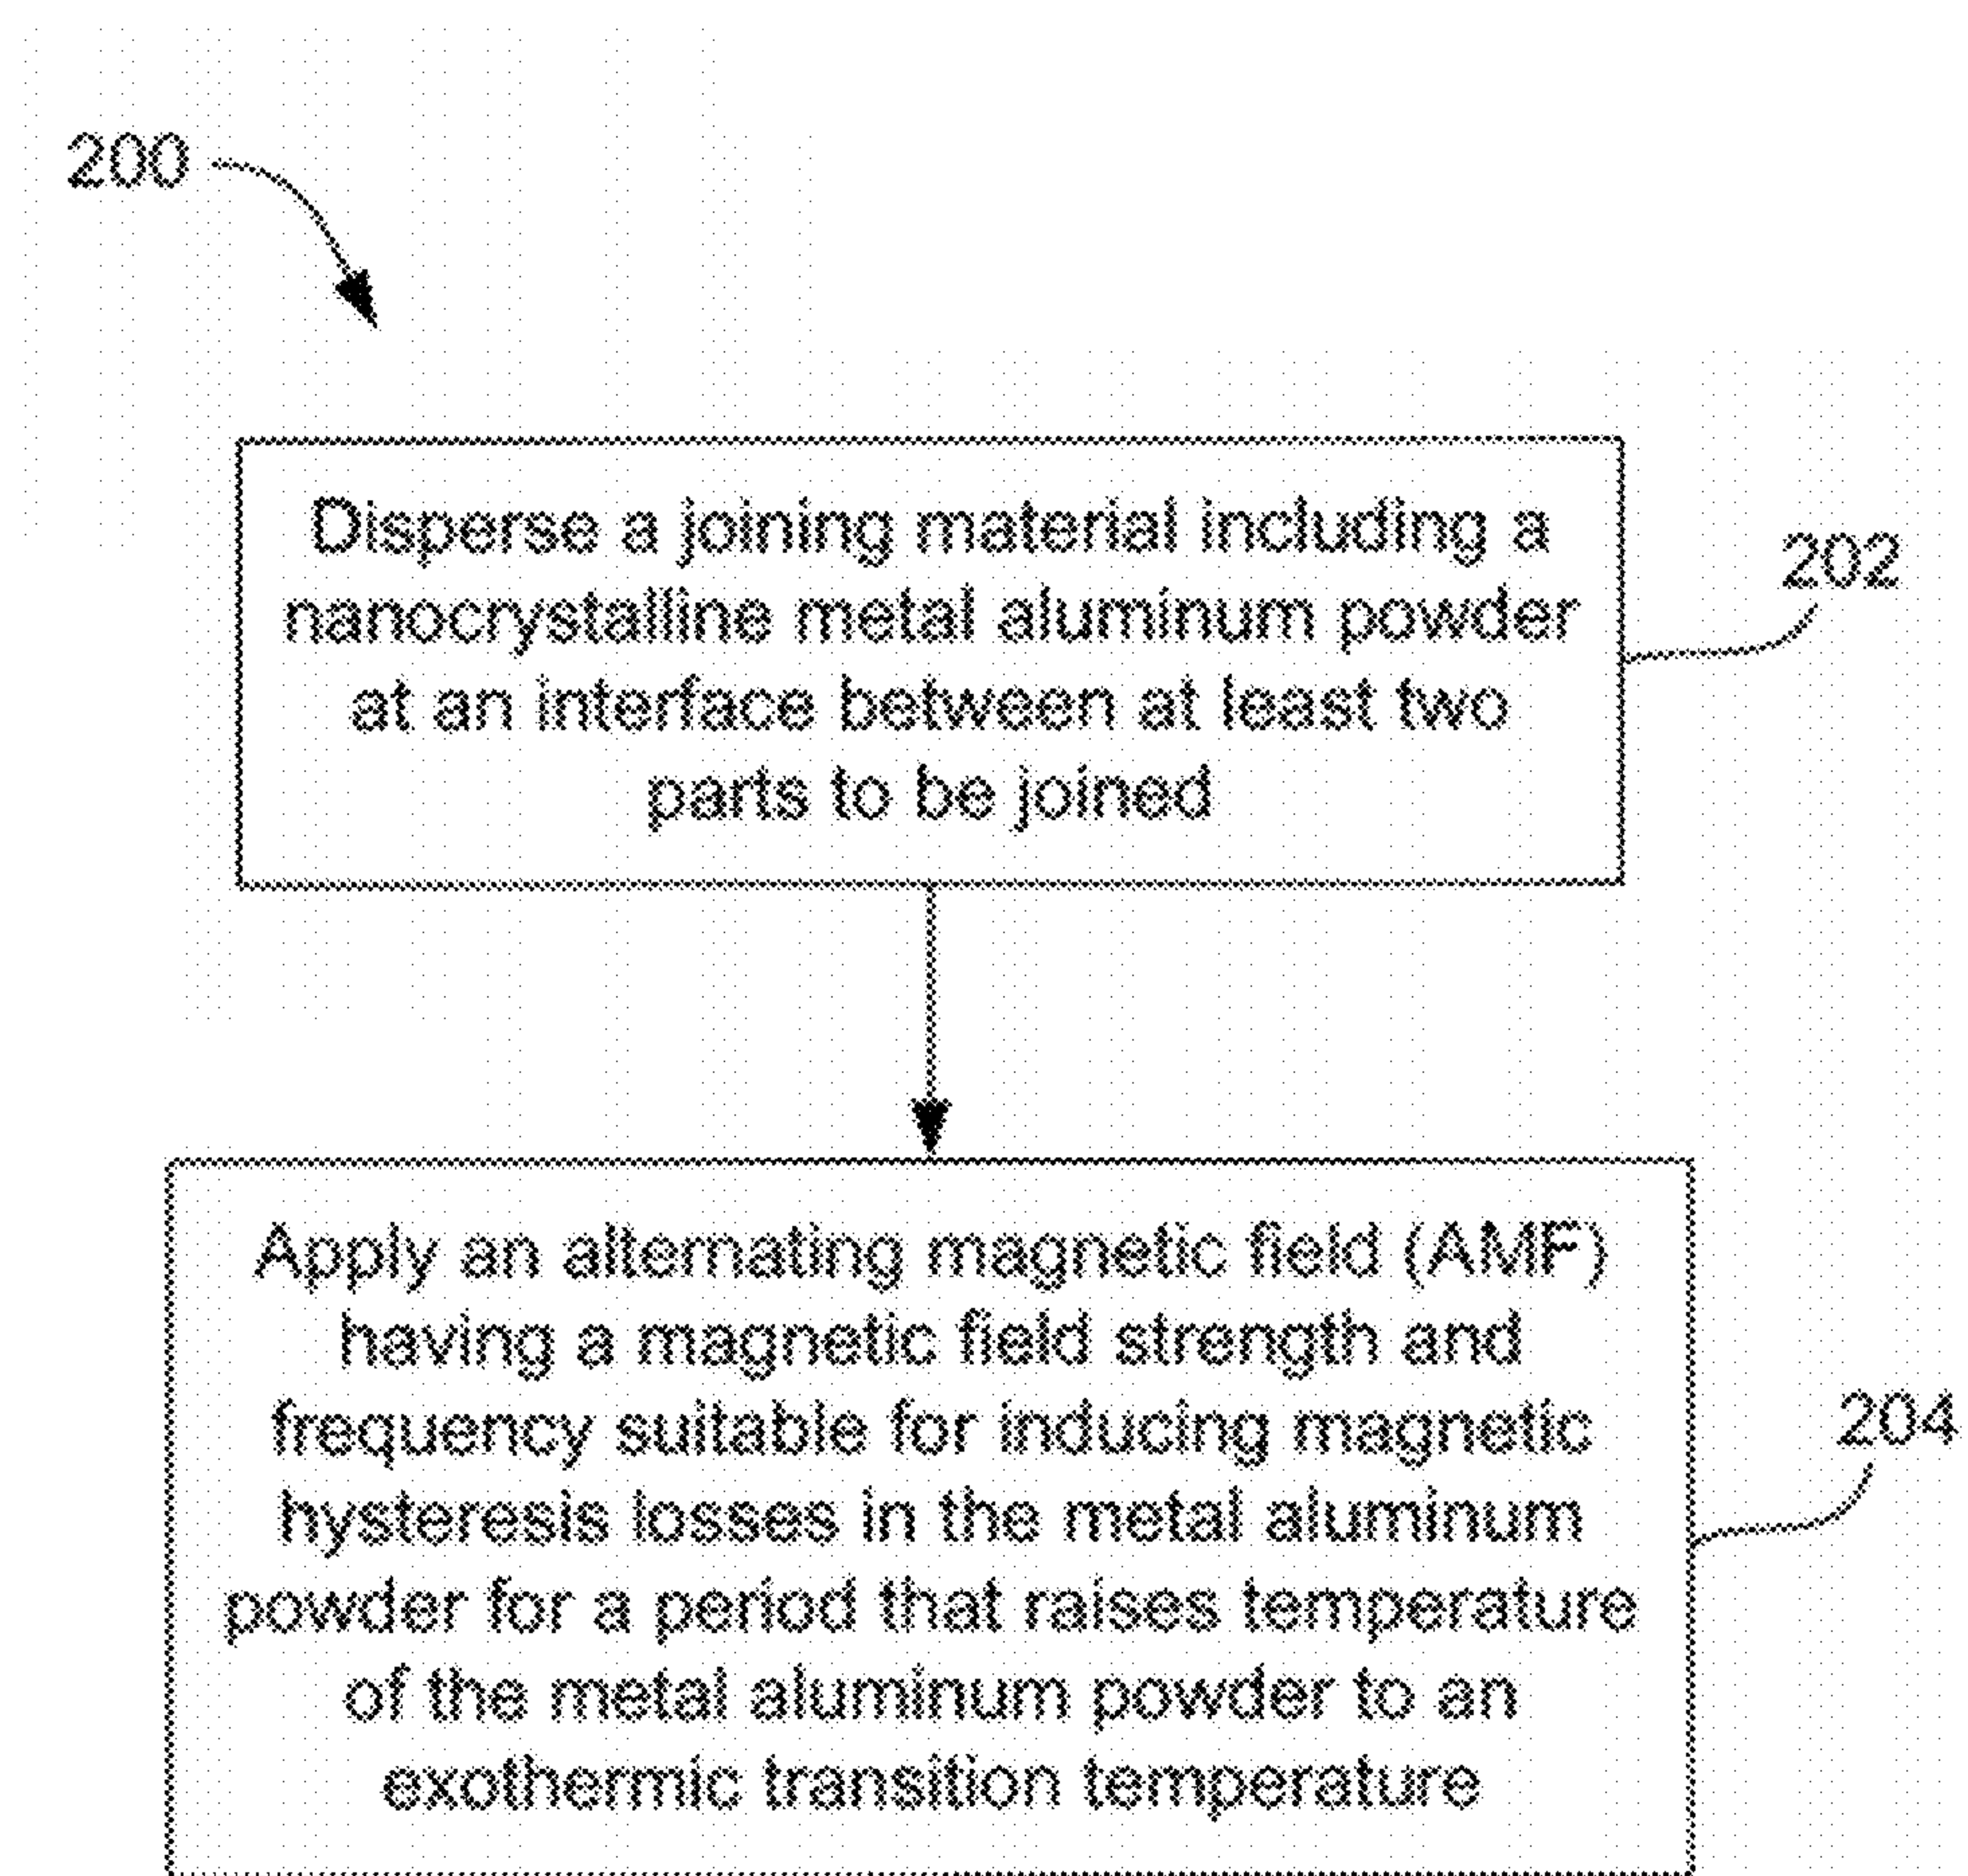 200
Disperse a joining material including a
nanocrystalline metal aluminum powder
at an interface between at least two
parts to be joined
202
Apply an alternating magnetic field (AMF)
having a magnetic field strength and
frequency suitable for inducing magnetic
hysteresis losses in the metal aluminum
powder for a period that raises temperature
of the metal aluminum powder to an
exothermic transition temperature
204